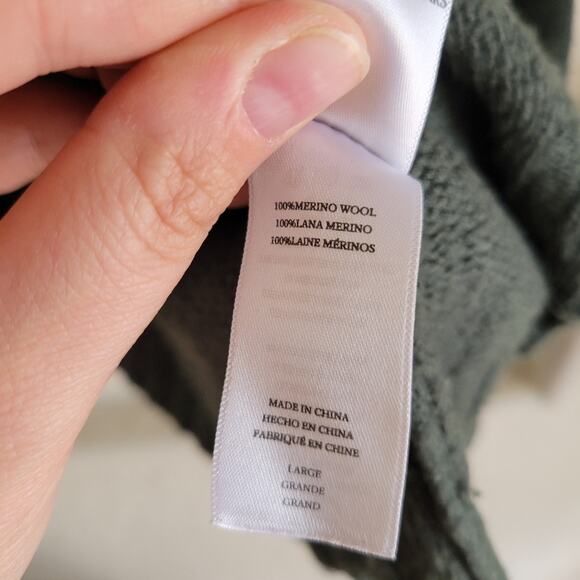 100%MERINO WOOL
100%LANA MERINO
100%LAINE MÉRINOS
MADE IN CHINA
HECHO EN CHINA
FABRIQUÉ EN CHINE
LARGE
GRANDE
GRAND